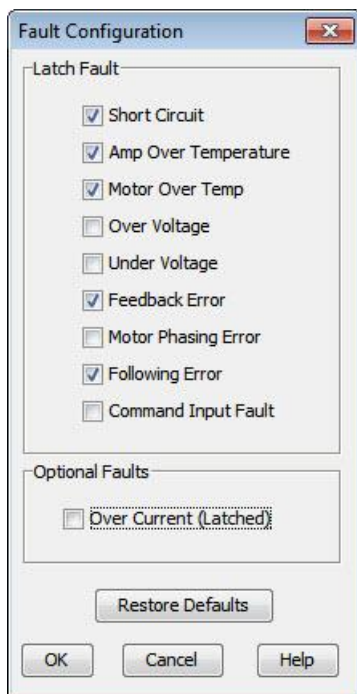 Fault Configuration
Latch Fault
Short Circuit
Amp Over Temperature
Motor Over Temp
Over Voltage
Under Voltage
Feedback Error
Motor Phasing Error
Following Error
Command Input Fault
Optional Faults
Over Current (Latched)
Restore Defaults
OK Cancel Help